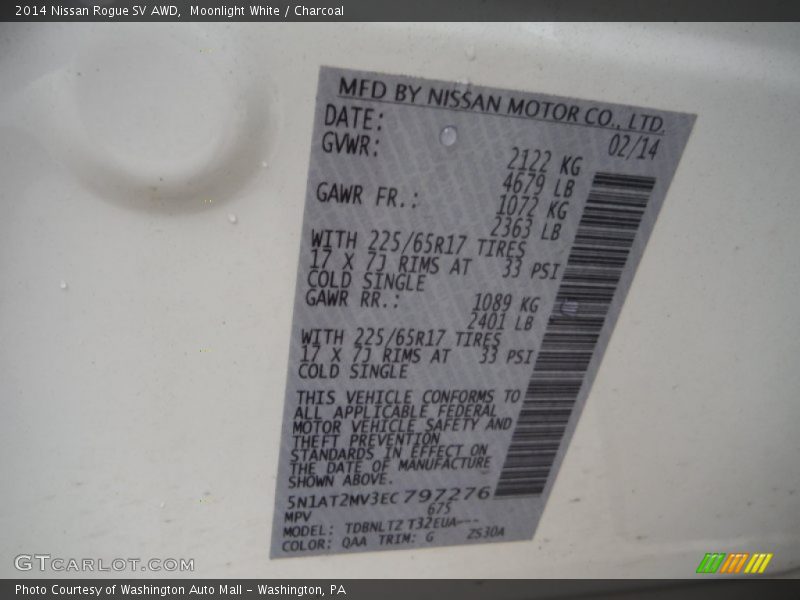 2014 Nissan Rogue SV AWD,  Moonlight White / Charcoal
MFD BY NISSAN MOTOR CO., LTD.
DATE: 02/14
GVWR: 2122 KG
4679 LB
GAWR FR.: 1072 KG
2363 LB
WITH 225/65R17 TIRES
17 X 7J RIMS AT 33 PSI
COLD SINGLE
GAWR RR.: 1089 KG
2401 LB
WITH 225/65R17 TIRES
17 X 7J RIMS AT 33 PSI
COLD SINGLE
THIS VEHICLE CONFORMS TO
ALL APPLICABLE FEDERAL
MOTOR VEHICLE SAFETY AND
THEFT PREVENTION
STANDARDS IN EFFECT ON
THE DATE OF MANUFACTURE
SHOWN ABOVE.
5N1AT2MV3EC797276
MPV 675
MODEL: TDBNLTZ T32EUA---
COLOR: QAA TRIM: G ZS30A
GTCARLOT.COM
Photo Courtesy of Washington Auto Mall - Washington, PA